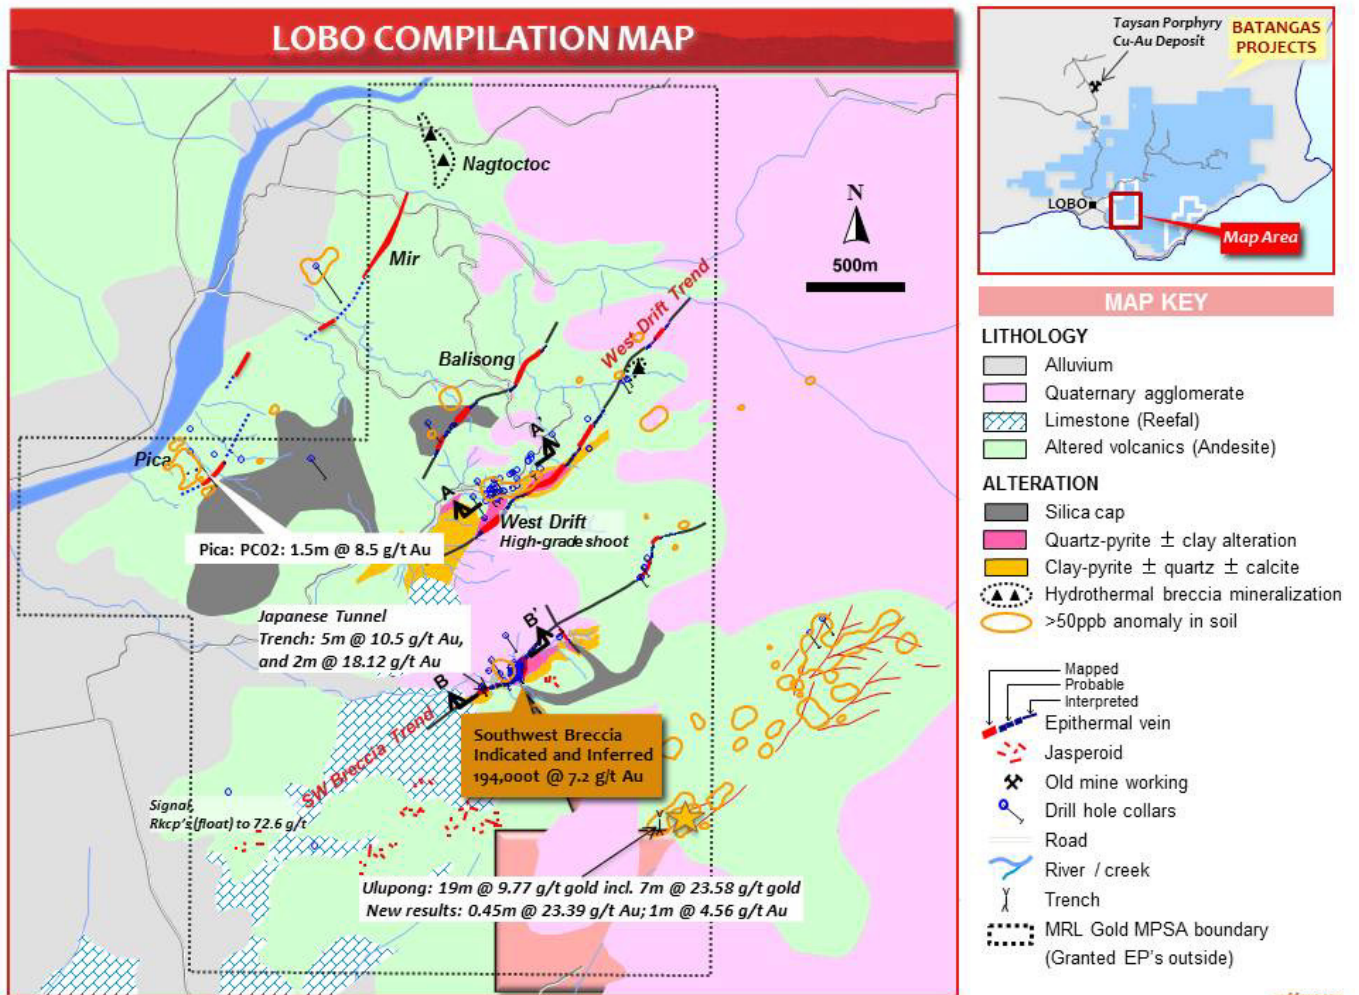 LOBO COMPILATION MAP
Nagtoctoc
Mir
N
500m
Balisong
West Drift Trend
A'
A
West Drift
High-grade shoot
Pica
Pica: PC02: 1.5m @ 8.5 g/t Au
Japanese Tunnel
Trench: 5m @ 10.5 g/t Au,
and 2m @ 18.12 g/t Au
B'
B
SW Breccia Trend
Southwest Breccia
Indicated and Inferred
194,000t @ 7.2 g/t Au
Signal
Rkcp's (float) to 72.6 g/t
Ulupong: 19m @ 9.77 g/t gold incl. 7m @ 23.58 g/t gold
New results: 0.45m @ 23.39 g/t Au; 1m @ 4.56 g/t Au
Taysan Porphyry
Cu-Au Deposit
BATANGAS
PROJECTS
LOBO
Map Area
MAP KEY
LITHOLOGY
Alluvium
Quaternary agglomerate
Limestone (Reefal)
Altered volcanics (Andesite)
ALTERATION
Silica cap
Quartz-pyrite ± clay alteration
Clay-pyrite ± quartz ± calcite
Hydrothermal breccia mineralization
>50ppb anomaly in soil
Mapped
Probable
Interpreted
Epithermal vein
Jasperoid
Old mine working
Drill hole collars
Road
River / creek
Trench
MRL Gold MPSA boundary
(Granted EP's outside)